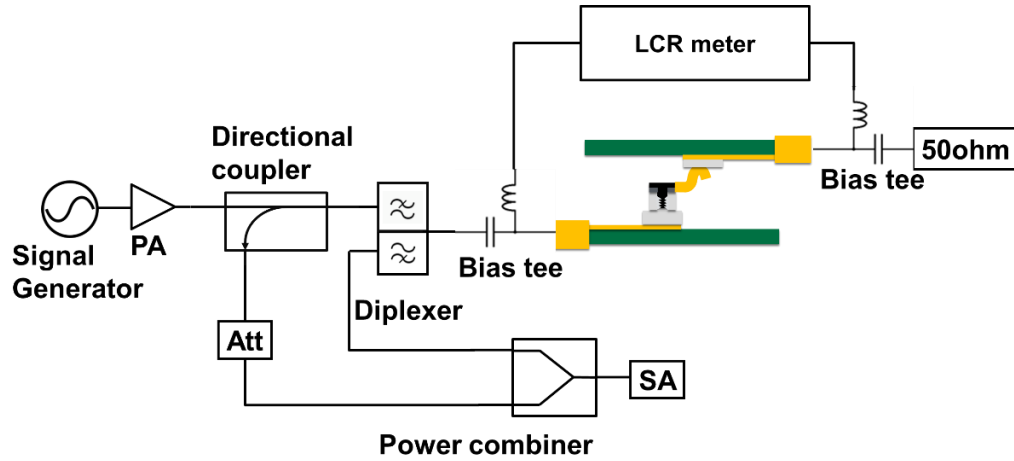 LCR meter
Directional
coupler
50ohm
Bias tee
PA
Signal
Generator
Bias tee
Diplexer
Att
SA
Power combiner